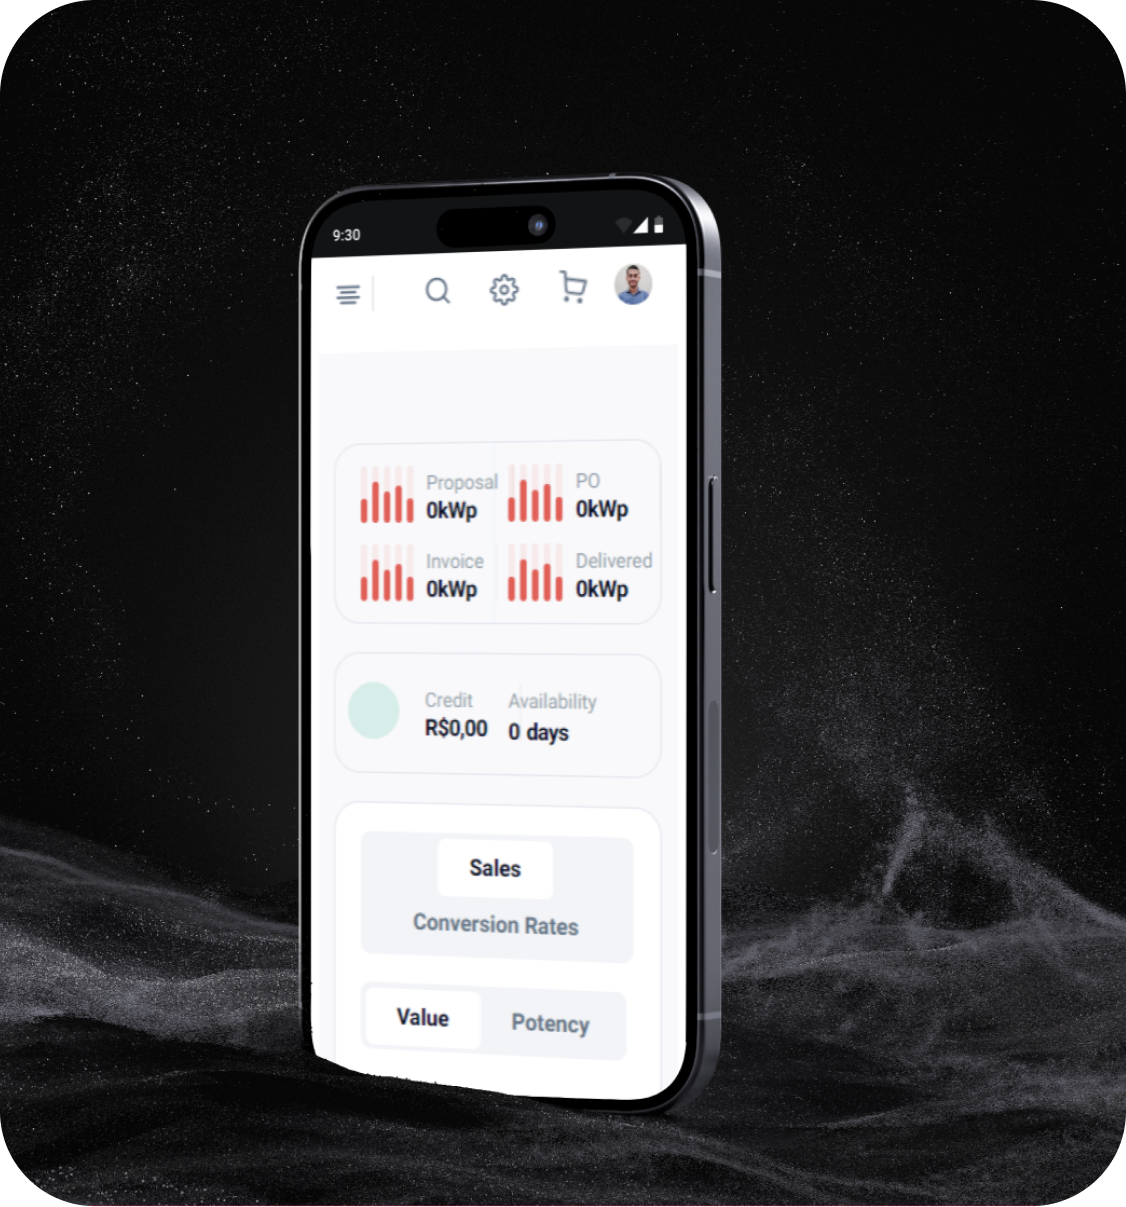 9:30
Proposal
0kWp
PO
0kWp
Invoice
0kWp
Delivered
0kWp
Credit
R$0,00
Availability
0 days
Sales
Conversion Rates
Value
Potency